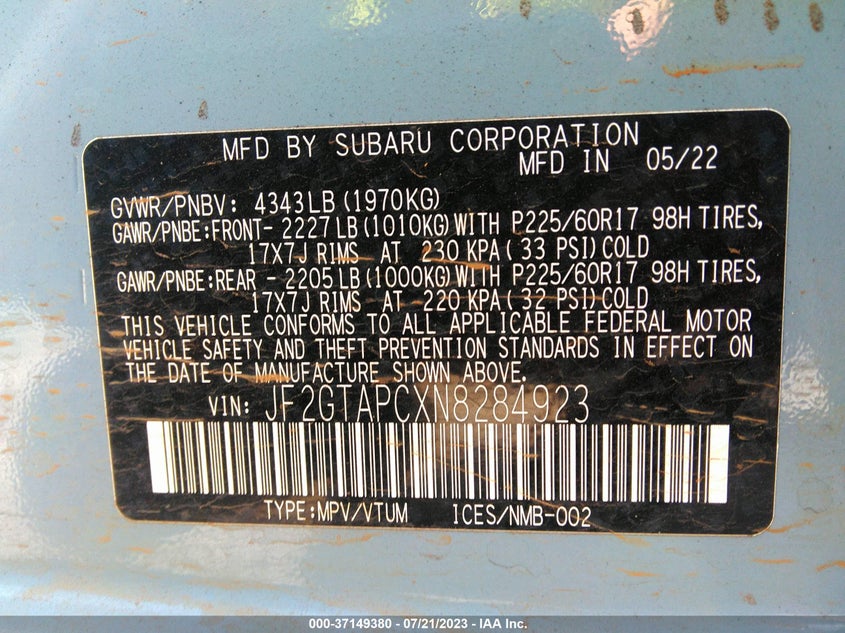 MFD BY SUBARU CORPORATION
MFD IN 05/22
GVWR/PNBV: 4343LB (1970KG)
GAWR/PNBE:FRONT- 2227 LB (1010KG) WITH P225/60R17 98H TIRES,
17X7J RIMS AT 230 KPA ( 33 PSI) COLD
GAWR/PNBE:REAR - 2205 LB (1000KG) WITH P225/60R17 98H TIRES,
17X7J RIMS AT 220 KPA ( 32 PSI) COLD
THIS VEHICLE CONFORMS TO ALL APPLICABLE FEDERAL MOTOR
VEHICLE SAFETY AND THEFT PREVENTION STANDARDS IN EFFECT ON
THE DATE OF MANUFACTURE SHOWN ABOVE.
VIN: JF2GTAPCXN8284923
TYPE:MPV/VTUM ICES/NMB-002
000-37149380 - 07/21/2023 - IAA Inc.